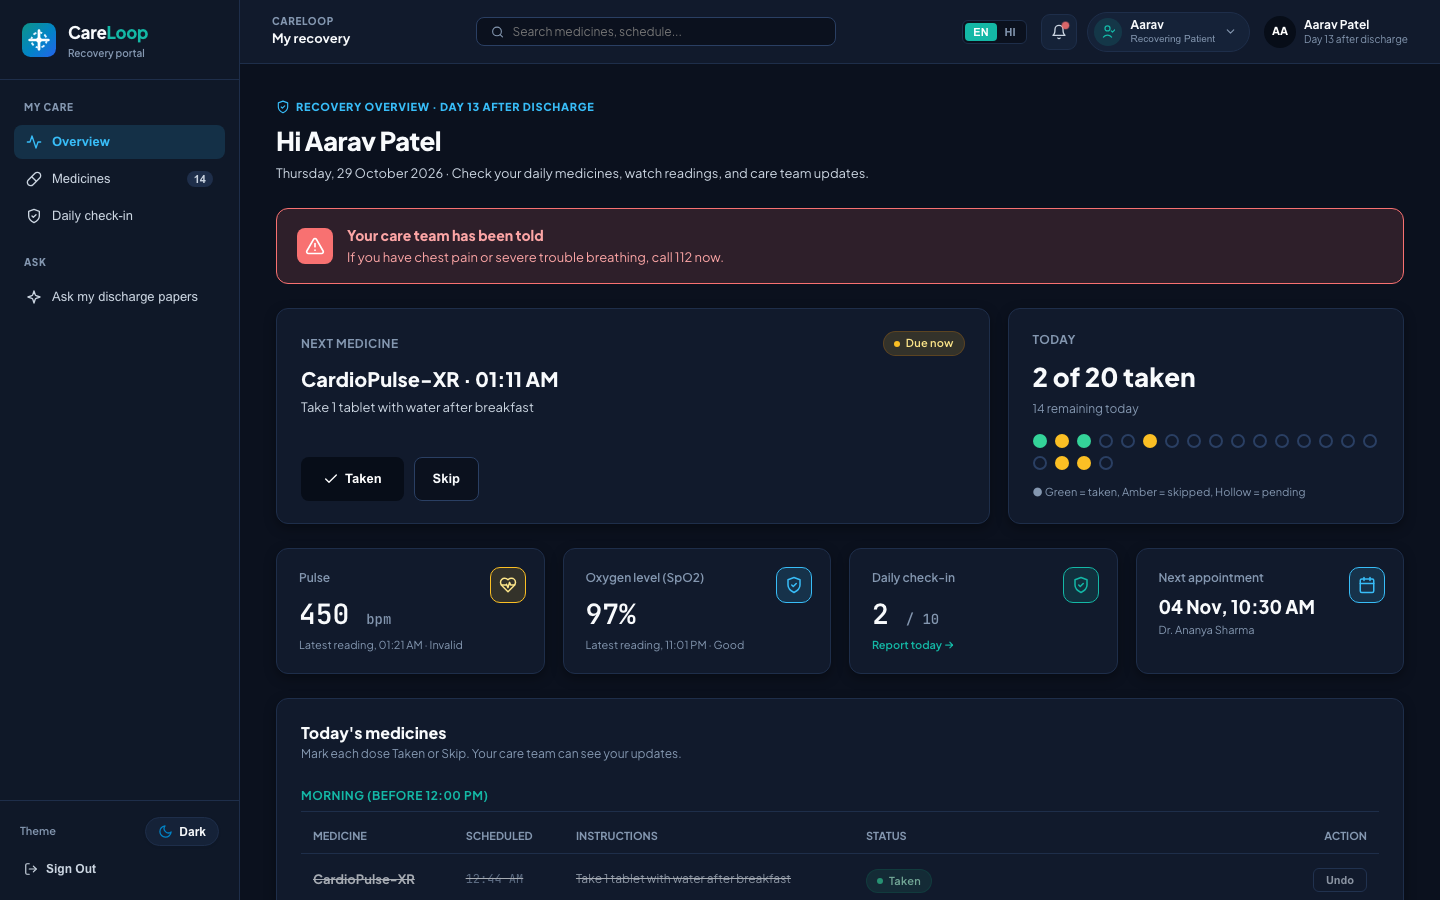 CareLoop
Recovery portal
MY CARE
Overview
Medicines 14
Daily check-in
ASK
Ask my discharge papers
Theme Dark
Sign Out
CARELOOP
My recovery
Search medicines, schedule...
EN HI
Aarav
Recovering Patient
AA
Aarav Patel
Day 13 after discharge
RECOVERY OVERVIEW · DAY 13 AFTER DISCHARGE
Hi Aarav Patel
Thursday, 29 October 2026 · Check your daily medicines, watch readings, and care team updates.
Your care team has been told
If you have chest pain or severe trouble breathing, call 112 now.
NEXT MEDICINE
Due now
CardioPulse-XR · 01:11 AM
Take 1 tablet with water after breakfast
Taken
Skip
TODAY
2 of 20 taken
14 remaining today
Green = taken, Amber = skipped, Hollow = pending
Pulse
450 bpm
Latest reading, 01:21 AM · Invalid
Oxygen level (SpO2)
97%
Latest reading, 11:01 PM · Good
Daily check-in
2 / 10
Report today →
Next appointment
04 Nov, 10:30 AM
Dr. Ananya Sharma
Today's medicines
Mark each dose Taken or Skip. Your care team can see your updates.
MORNING (BEFORE 12:00 PM)
MEDICINE SCHEDULED INSTRUCTIONS STATUS ACTION
CardioPulse-XR 12:44 AM Take 1 tablet with water after breakfast Taken Undo